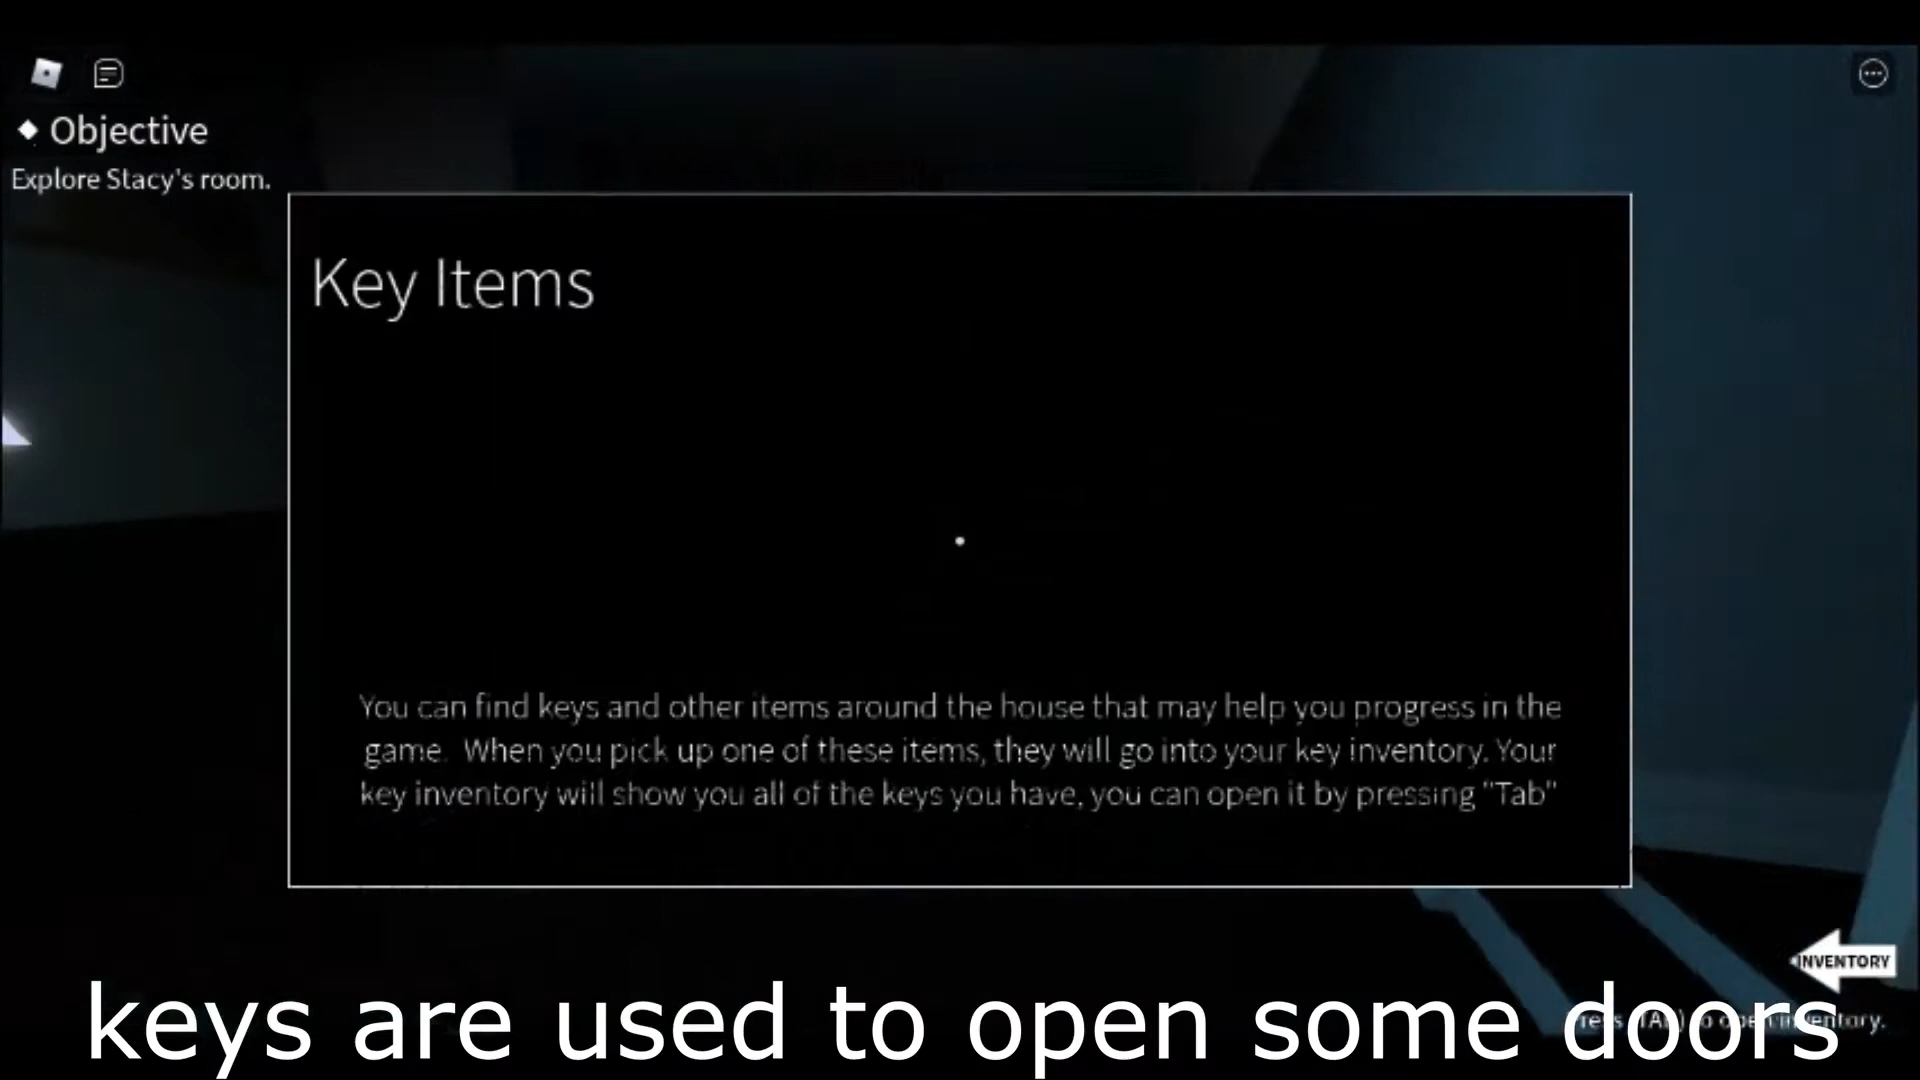 Objective
Explore Stacy's room.
Key Items
You can find keys and other items around the house that may help you progress in the
game. When you pick up one of these items, they will go into your key inventory. Your
key inventory will show you all of the keys you have, you can open it by pressing "Tab"
INVENTORY
to open inventory.
keys are used to open some doors